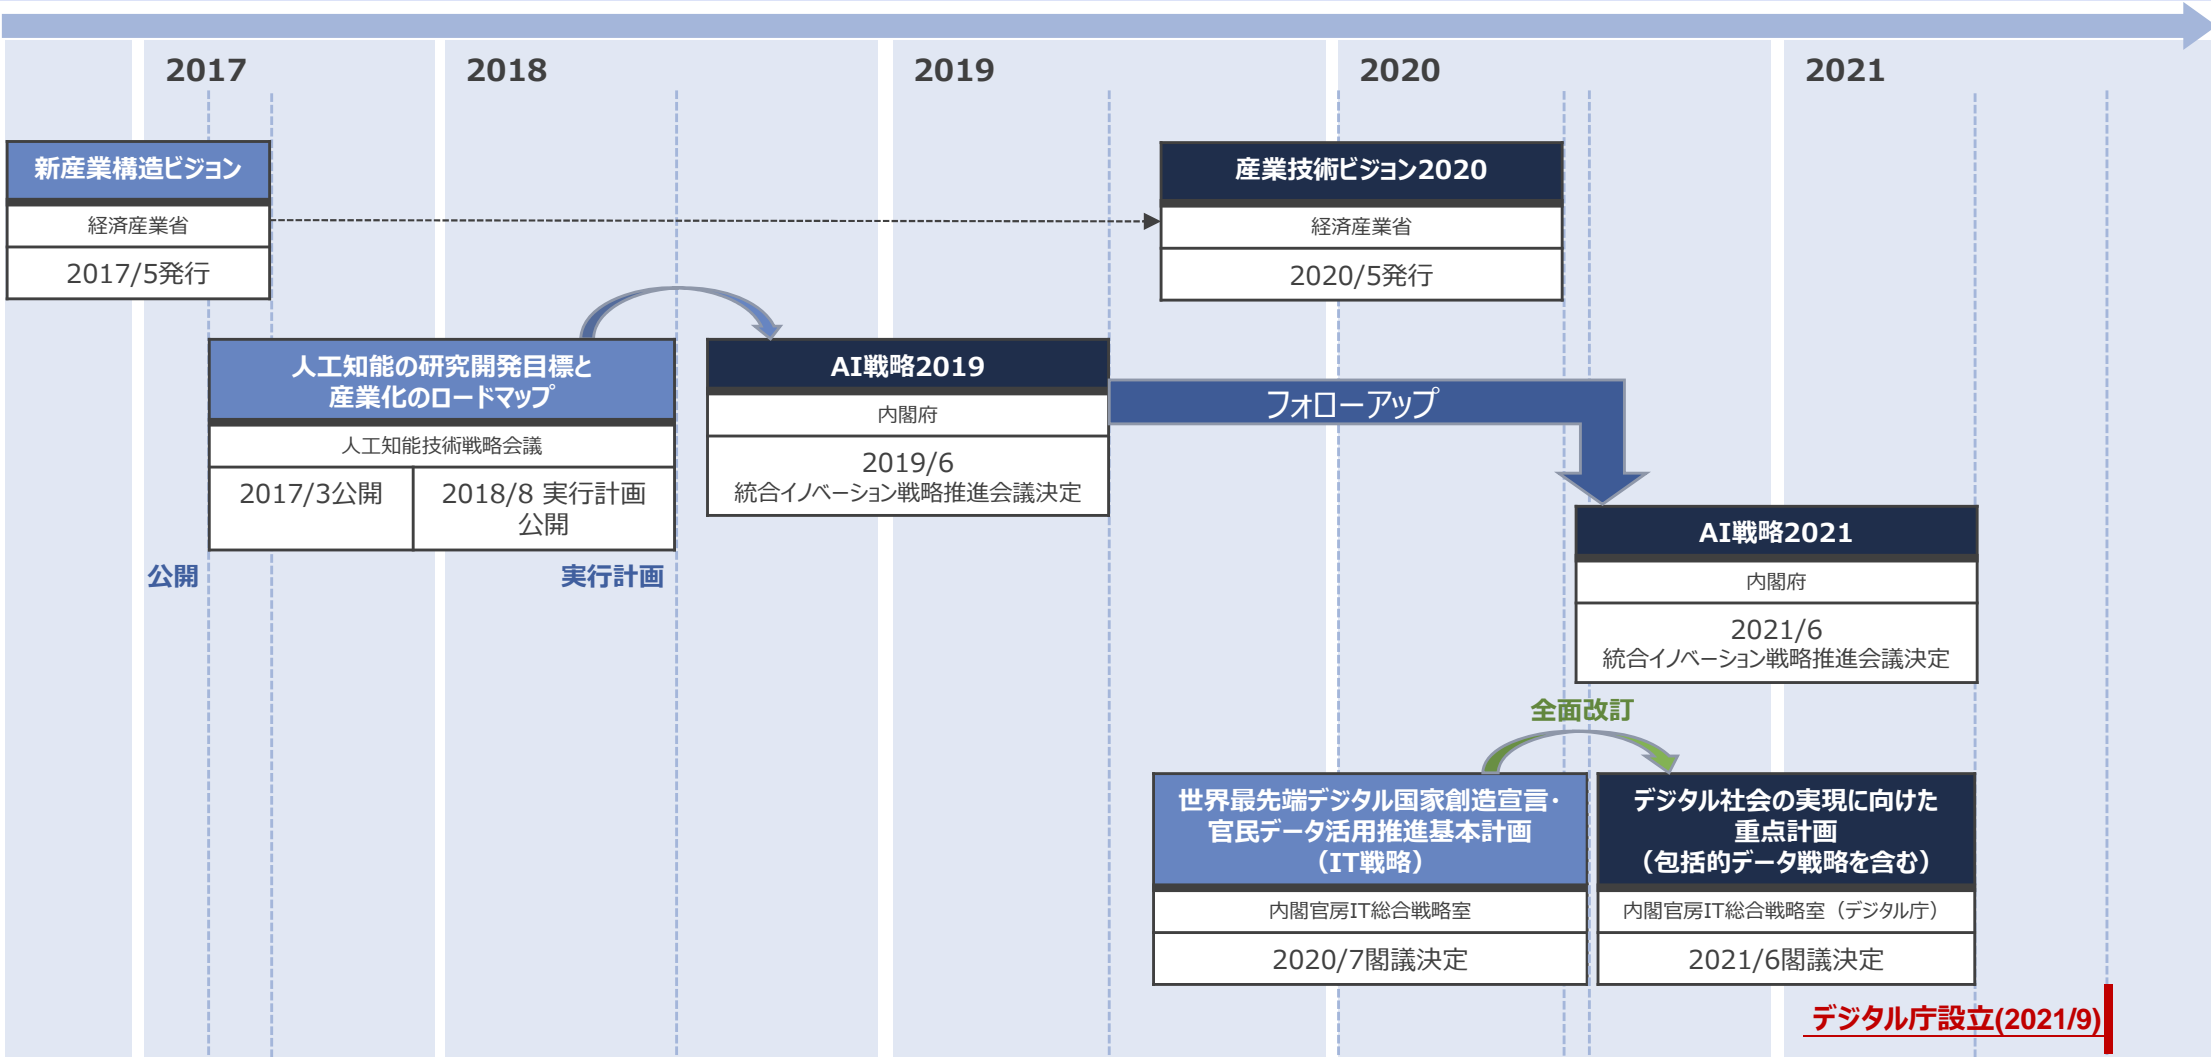 2017
2018
2019
2020
2021
新産業構造ビジョン
経済産業省
2017/5発行
産業技術ビジョン2020
経済産業省
2020/5発行
人工知能の研究開発目標と
産業化のロードマップ
人工知能技術戦略会議
2017/3公開
2018/8 実行計画
公開
公開
実行計画
AI戦略2019
内閣府
2019/6
統合イノベーション戦略推進会議決定
フォローアップ
AI戦略2021
内閣府
2021/6
統合イノベーション戦略推進会議決定
全面改訂
世界最先端デジタル国家創造宣言・
官民データ活用推進基本計画
（IT戦略）
内閣官房IT総合戦略室
2020/7閣議決定
デジタル社会の実現に向けた
重点計画
（包括的データ戦略を含む）
内閣官房IT総合戦略室（デジタル庁）
2021/6閣議決定
デジタル庁設立(2021/9)